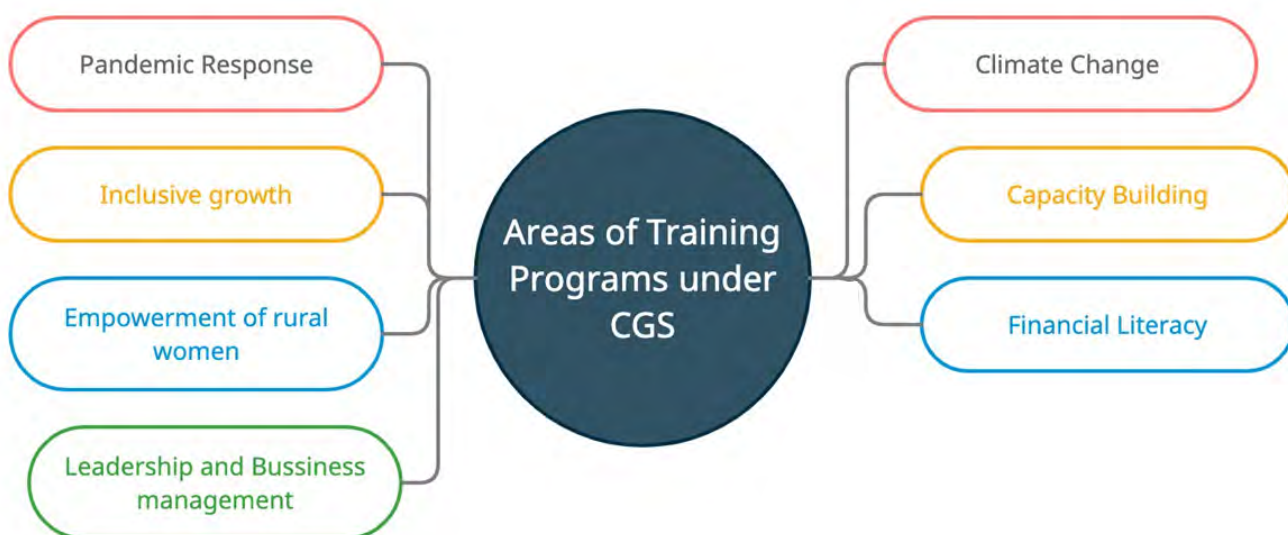 Pandemic Response
Inclusive growth
Empowerment of rural
women
Leadership and Bussiness
management
Areas of Training
Programs under
CGS
Climate Change
Capacity Building
Financial Literacy